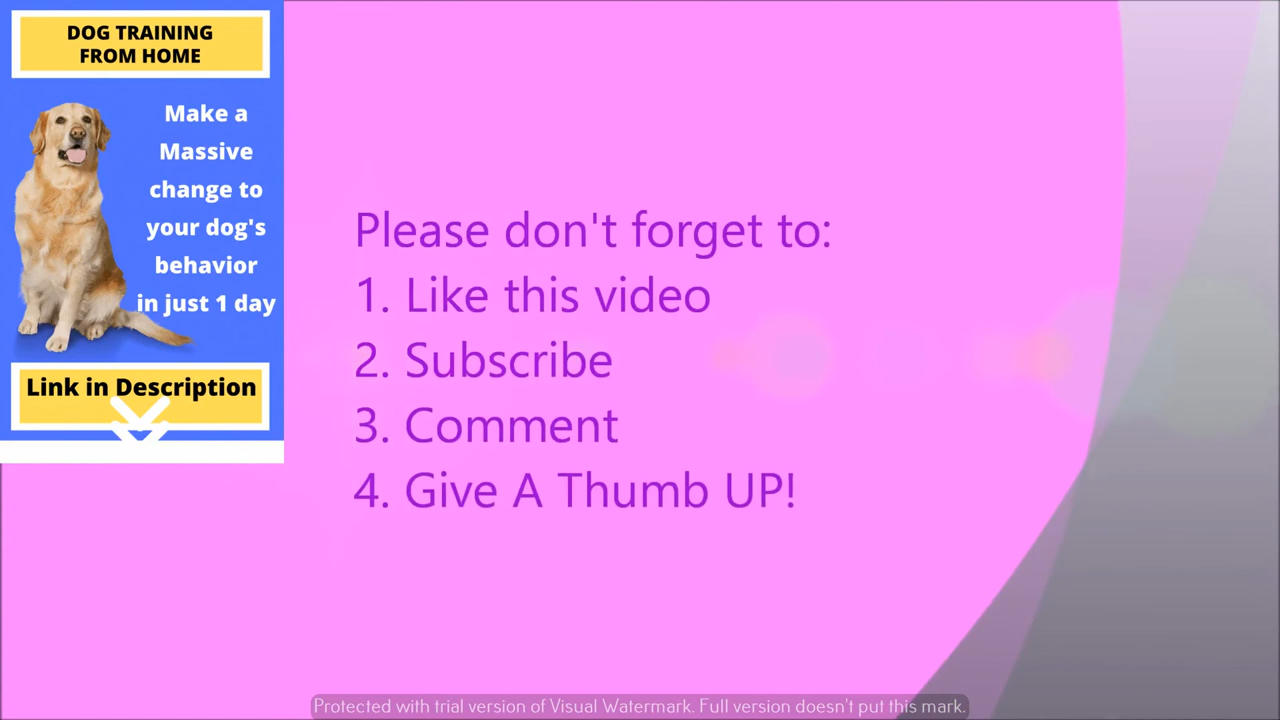 DOG TRAINING
FROM HOME
Make a
Massive
change to
your dog's
behavior
in just 1 day
Link in Description
Please don't forget to:
1. Like this video
2. Subscribe
3. Comment
4. Give A Thumb UP!
Protected with trial version of Visual Watermark. Full version doesn't put this mark.